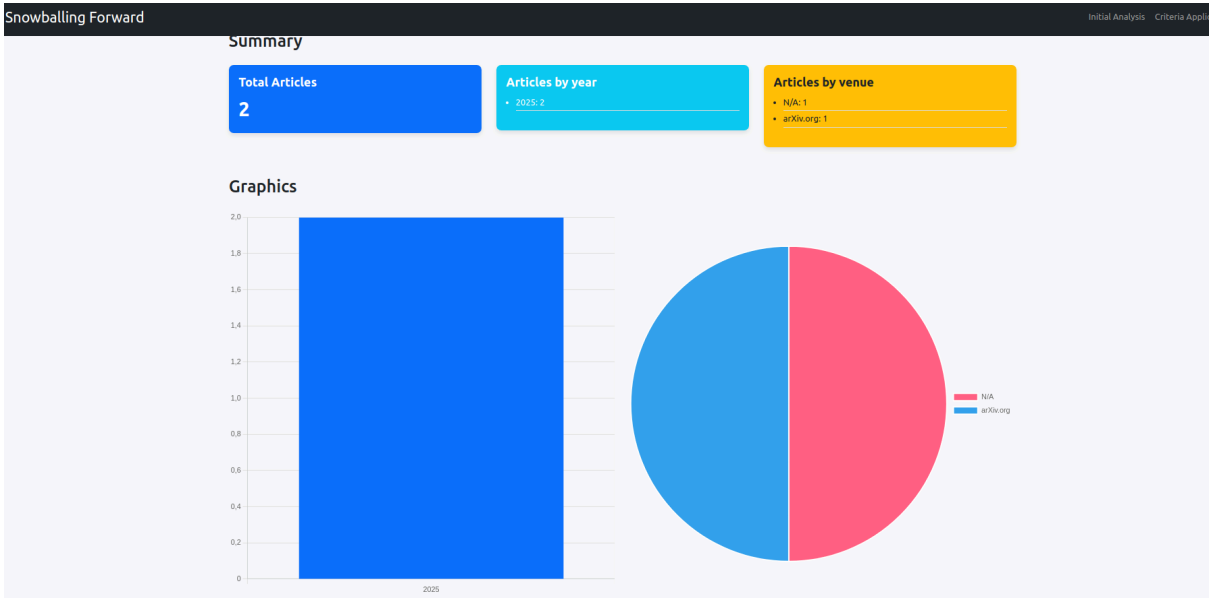 Snowballing Forward
Initial Analysis Criteria
Summary
Total Articles
2
Articles by year
2025: 2
Articles by venue
N/A: 1
arXiv.org: 1
Graphics
2,0
1,8
1,6
1,4
1,2
1,0
0,8
0,6
0,4
0,2
0
2025
N/A
arXiv.org